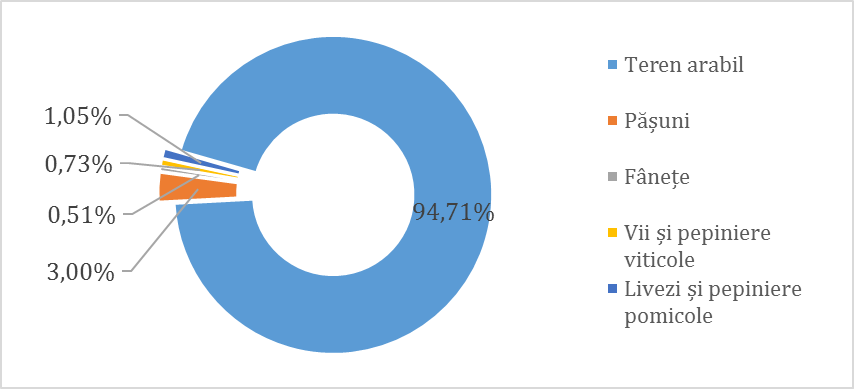 1,05%
0,73%
0,51%
3,00%
94,71%
Teren arabil
Pășuni
Fânețe
Vii și pepiniere
viticole
Livezi și pepiniere
pomicole